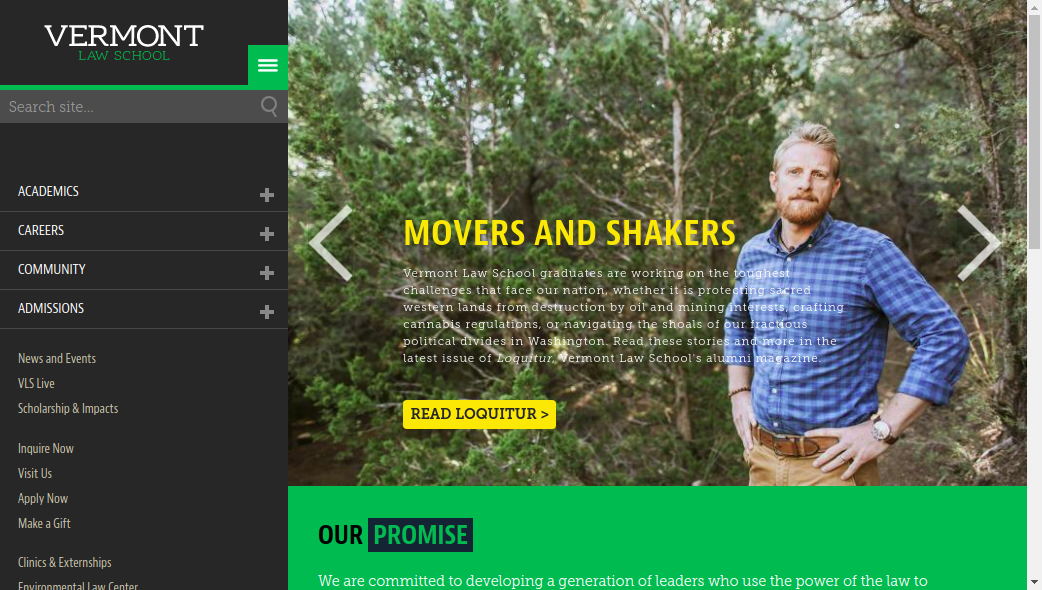 VERMONT
LAW SCHOOL
Search site...
ACADEMICS
CAREERS
COMMUNITY
ADMISSIONS
News and Events
VLS Live
Scholarship & Impacts
Inquire Now
Visit Us
Apply Now
Make a Gift
Clinics & Externships
Environmental Law Center
MOVERS AND SHAKERS
Vermont Law School graduates are working on the toughest
challenges that face our nation, whether it is protecting sacred
western lands from destruction by oil and mining interests, crafting
cannabis regulations, or navigating the shoals of our fractious
political divides in Washington. Read these stories and more in the
latest issue of Loquitur, Vermont Law School's alumni magazine.
READ LOQUITUR >
OUR PROMISE
We are committed to developing a generation of leaders who use the power of the law to